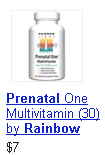 Prenatal One
Multivitamin (30)
by Rainbow
$7